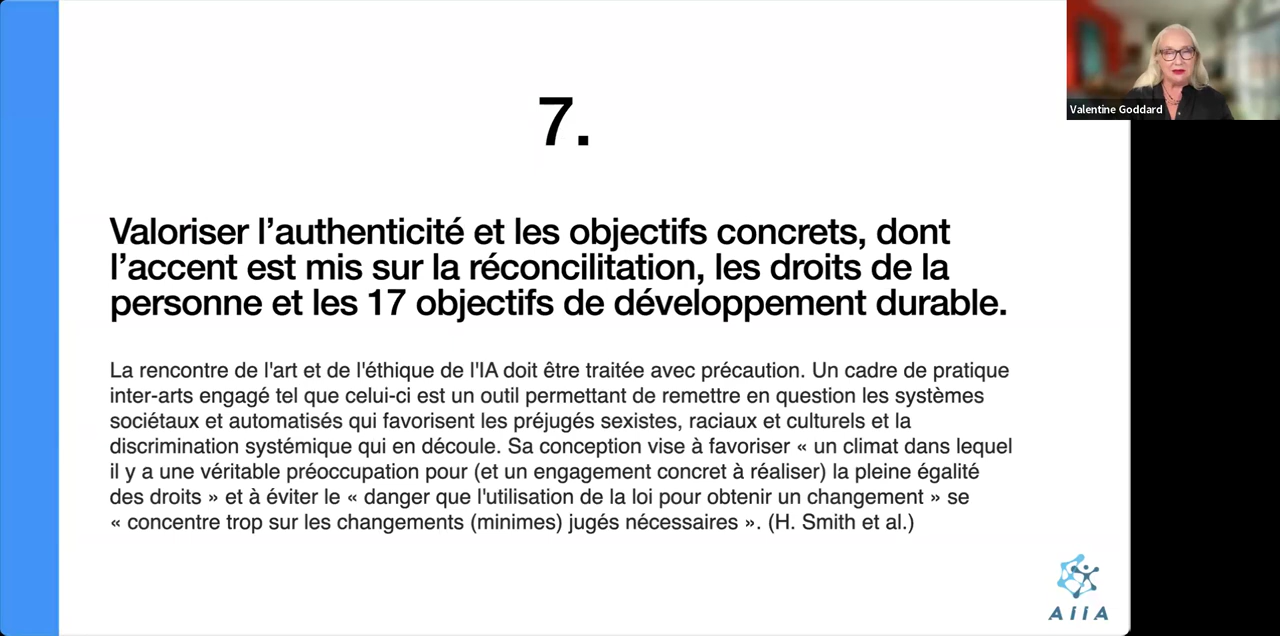 7.
Valoriser l’authenticité et les objectifs concrets, dont
l’accent est mis sur la réconcilitation, les droits de la
personne et les 17 objectifs de développement durable.
La rencontre de l'art et de l'éthique de l'IA doit être traitée avec précaution. Un cadre de pratique
inter-arts engagé tel que celui-ci est un outil permettant de remettre en question les systèmes
sociétaux et automatisés qui favorisent les préjugés sexistes, raciaux et culturels et la
discrimination systémique qui en découle. Sa conception vise à favoriser « un climat dans lequel
il y a une véritable préoccupation pour (et un engagement concret à réaliser) la pleine égalité
des droits » et à éviter le « danger que l'utilisation de la loi pour obtenir un changement » se
« concentre trop sur les changements (minimes) jugés nécessaires ». (H. Smith et al.)
Valentine Goddard
AiiA